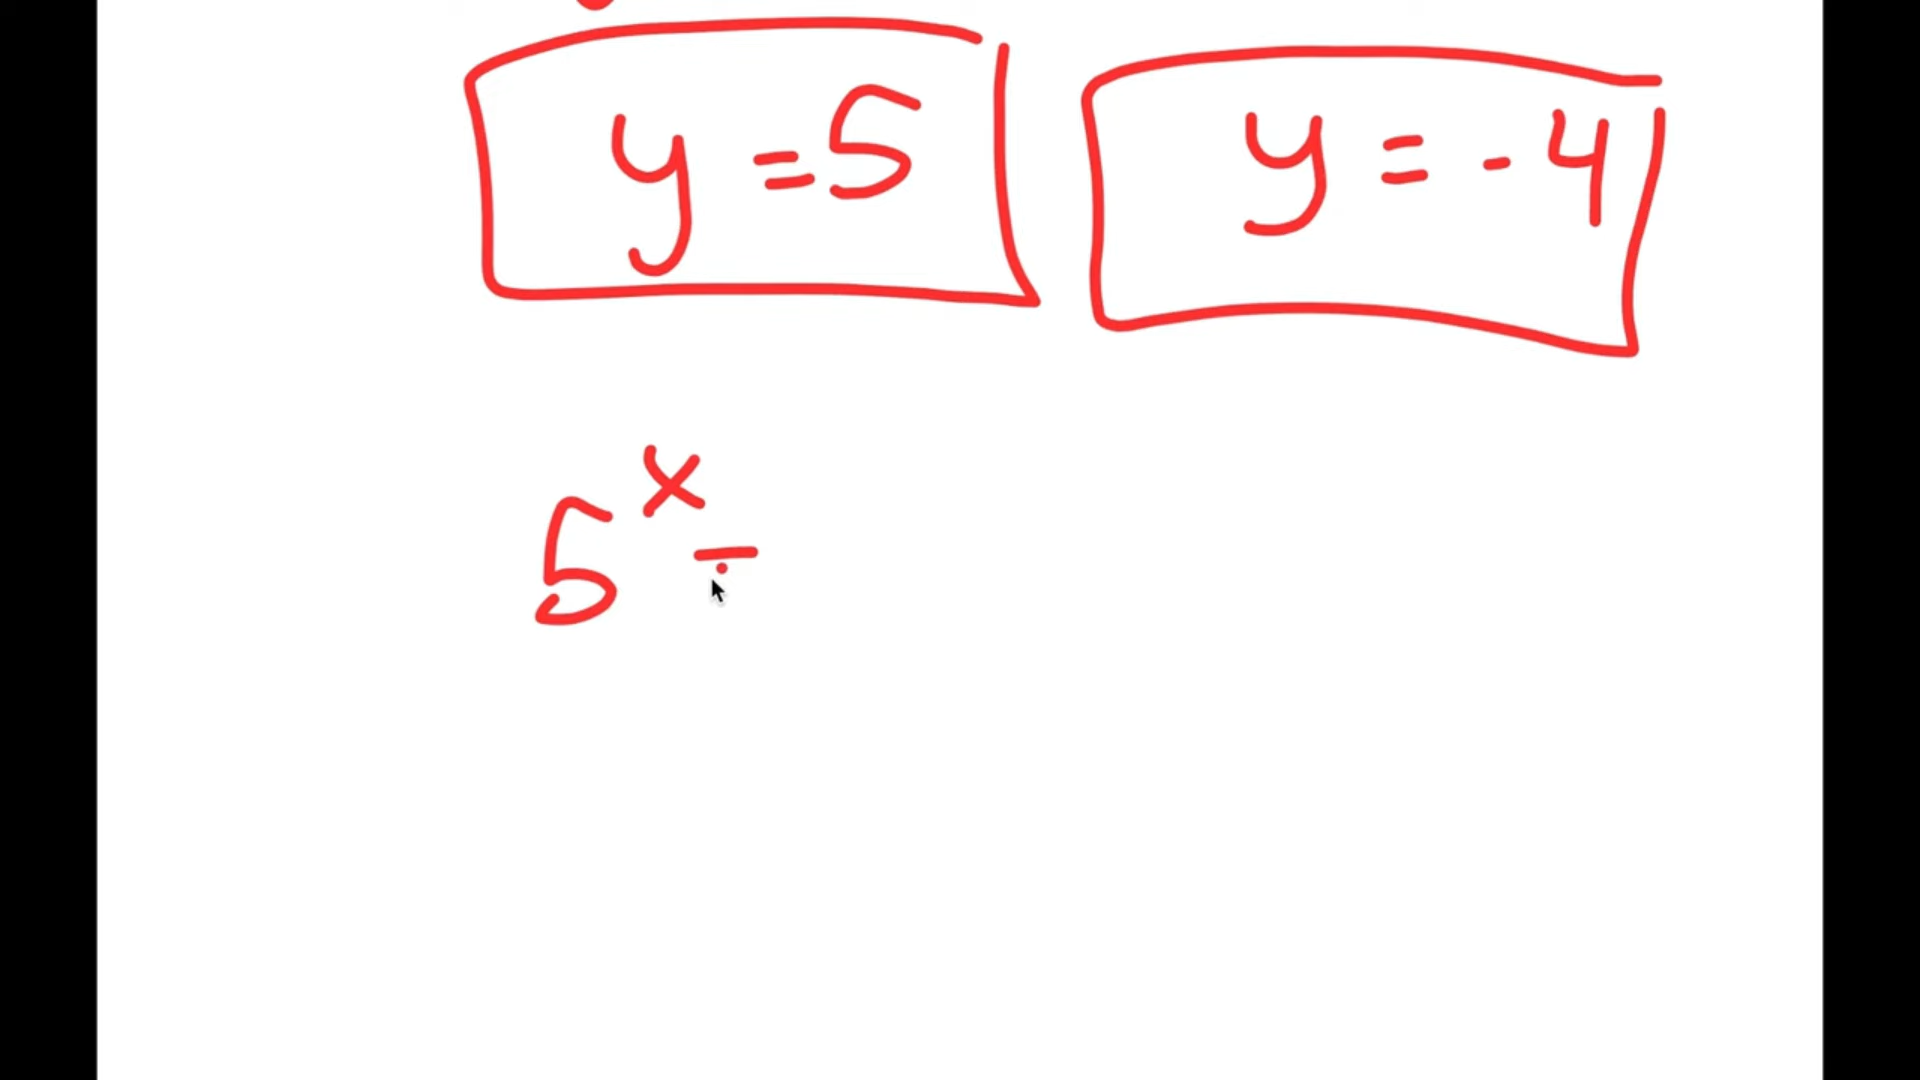 y = 5 y = -4
5^x -